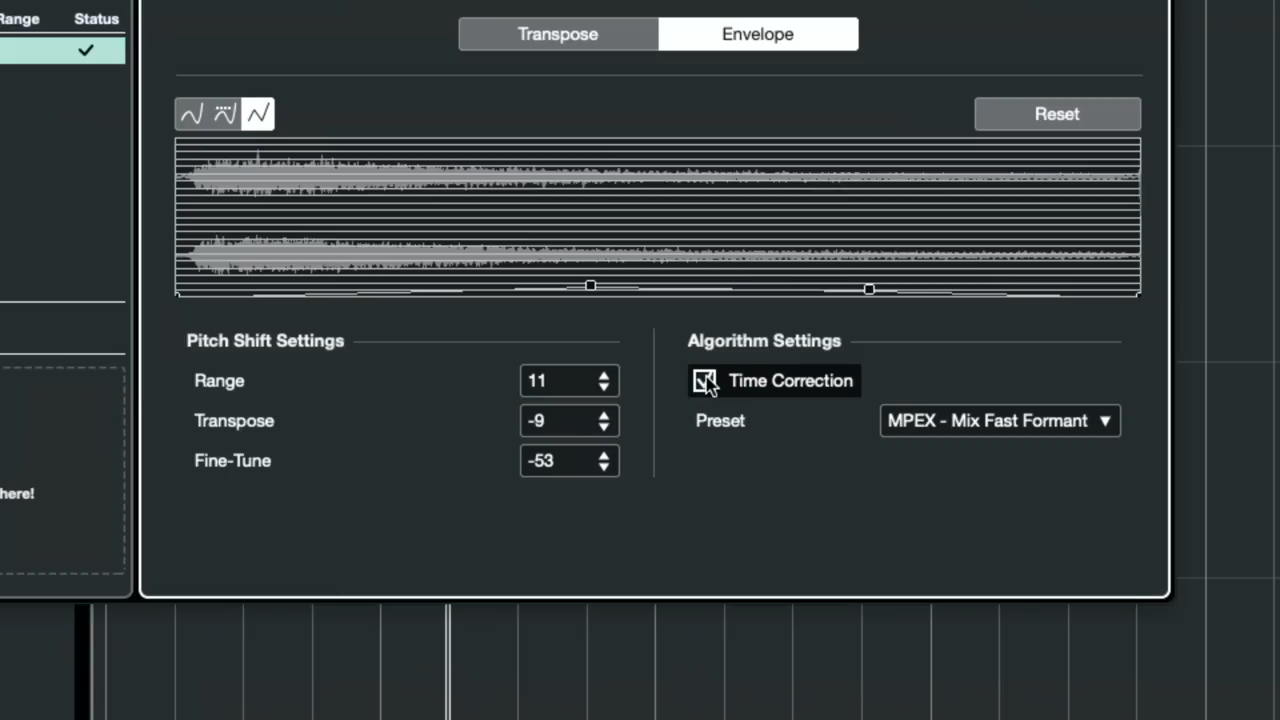 Range Status
Transpose Envelope
Reset
Pitch Shift Settings
Algorithm Settings
Range 11
Time Correction
Transpose -9
Preset MPEX - Mix Fast Formant
Fine-Tune -53
here!